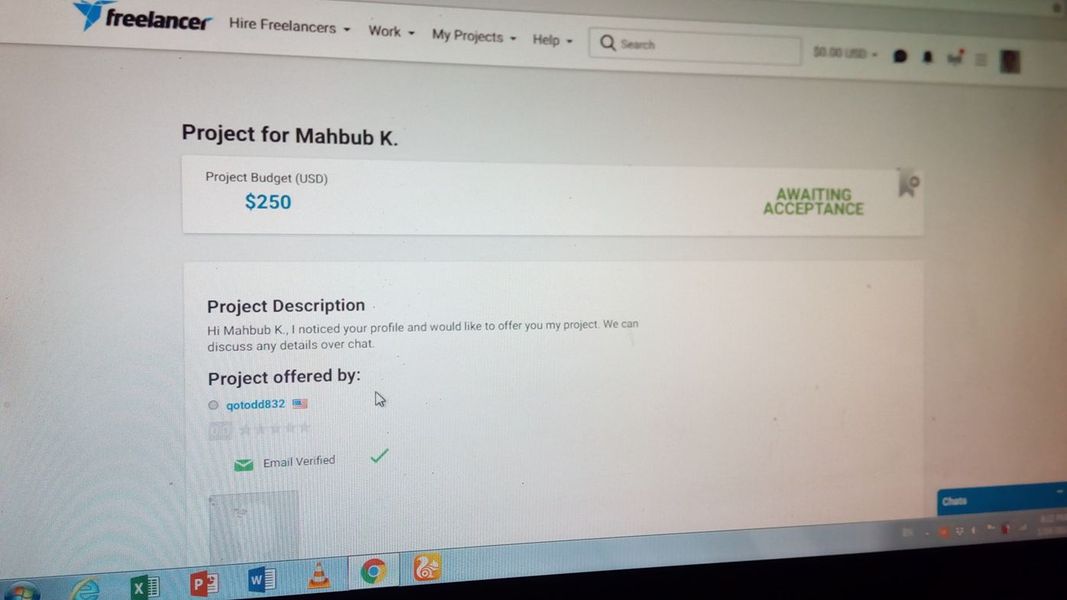 freelancer
Hire Freelancers
Work
My Projects
Help
Search
$0.00 USD
Project for Mahbub K.
Project Budget (USD)
$250
AWAITING
ACCEPTANCE
Project Description
Hi Mahbub K., I noticed your profile and would like to offer you my project. We can
discuss any details over chat.
Project offered by:
qotodd832
0.0
Email Verified
Chats
EN